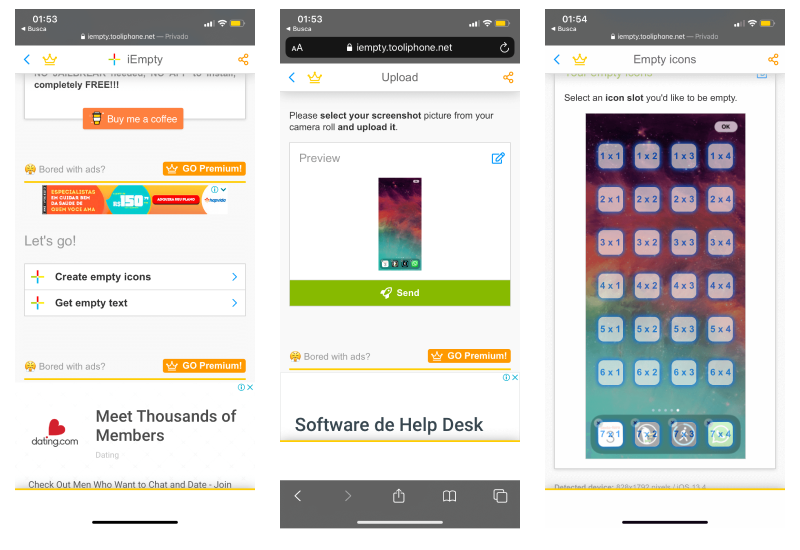 01:53
Busca
iempty.tooliphone.net — Privado
iEmpty
NO JAILBREAK needed, NO APP to install,
completely FREE!!!
Buy me a coffee
Bored with ads?
GO Premium!
ESPECIALISTAS
EM CUIDAR BEM
DA SAÚDE DE
QUEM VOCÊ AMA
R$150
hapvida
Let's go!
Create empty icons
Get empty text
Bored with ads?
GO Premium!
dating.com
Meet Thousands of
Members
Dating
Check Out Men Who Want to Chat and Date - Join
01:53
Busca
AA
iempty.tooliphone.net
Upload
Please select your screenshot picture from your
camera roll and upload it.
Preview
Send
Bored with ads?
GO Premium!
Software de Help Desk
01:54
Busca
iempty.tooliphone.net — Privado
Empty icons
Your empty icons
Select an icon slot you'd like to be empty.
OK
1 x 1 1 x 2 1 x 3 1 x 4
2 x 1 2 x 2 2 x 3 2 x 4
3 x 1 3 x 2 3 x 3 3 x 4
4 x 1 4 x 2 4 x 3 4 x 4
5 x 1 5 x 2 5 x 3 5 x 4
6 x 1 6 x 2 6 x 3 6 x 4
7 x 1 7 x 2 7 x 3 7 x 4
Detected device: 828x1792 pixels / iOS 13.4